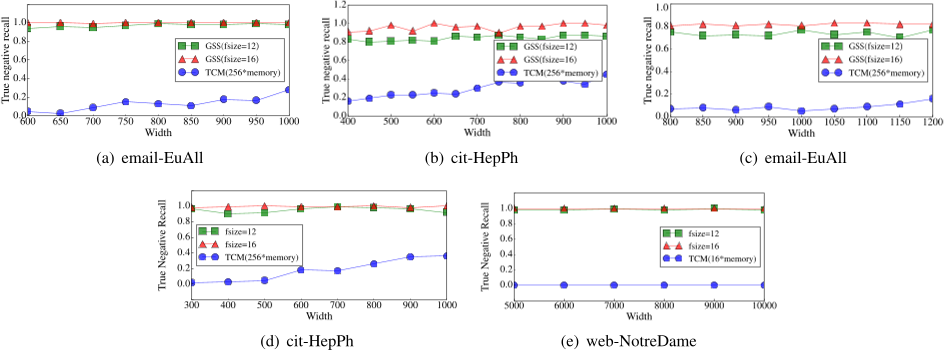 True negative recall
1.2
1.0
0.8
0.6
0.4
0.2
0.0
GSS(fsize=12)
GSS(fsize=16)
TCM(256*memory)
600 650 700 750 800 850 900 950 1000
Width
(a) email-EuAll
True negative recall
1.2
1.0
0.8
0.6
0.4
0.2
0.0
GSS(fsize=12)
GSS(fsize=16)
TCM(256*memory)
400 500 600 700 800 900 1000
Width
(b) cit-HepPh
True negative recall
1.0
0.8
0.6
0.4
0.2
0.0
GSS(fsize=12)
GSS(fsize=16)
TCM(256*memory)
800 850 900 950 1000 1050 1100 1150 1200
Width
(c) email-EuAll
True Negative Recall
1.0
0.8
0.6
0.4
0.2
0.0
fsize=12
fsize=16
TCM(256*memory)
300 400 500 600 700 800 900 1000
Width
(d) cit-HepPh
True Negative Recall
1.0
0.8
0.6
0.4
0.2
0.0
fsize=12
fsize=16
TCM(16*memory)
5000 6000 7000 8000 9000 10000
Width
(e) web-NotreDame